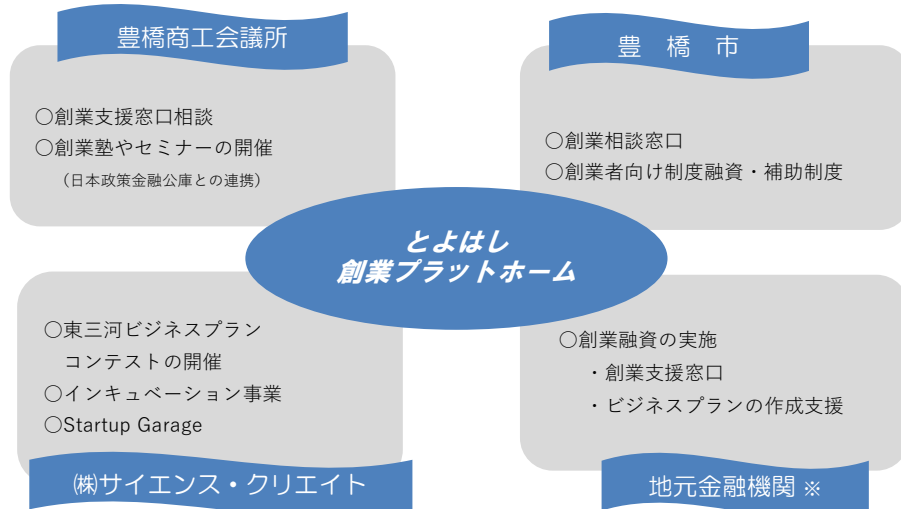 豊橋商工会議所
○創業支援窓口相談
○創業塾やセミナーの開催
（日本政策金融公庫との連携）
豊 橋 市
○創業相談窓口
○創業者向け制度融資・補助制度
とよはし
創業プラットホーム
○東三河ビジネスプラン
コンテストの開催
○インキュベーション事業
○Startup Garage
㈱サイエンス・クリエイト
○創業融資の実施
・創業支援窓口
・ビジネスプランの作成支援
地元金融機関 ※